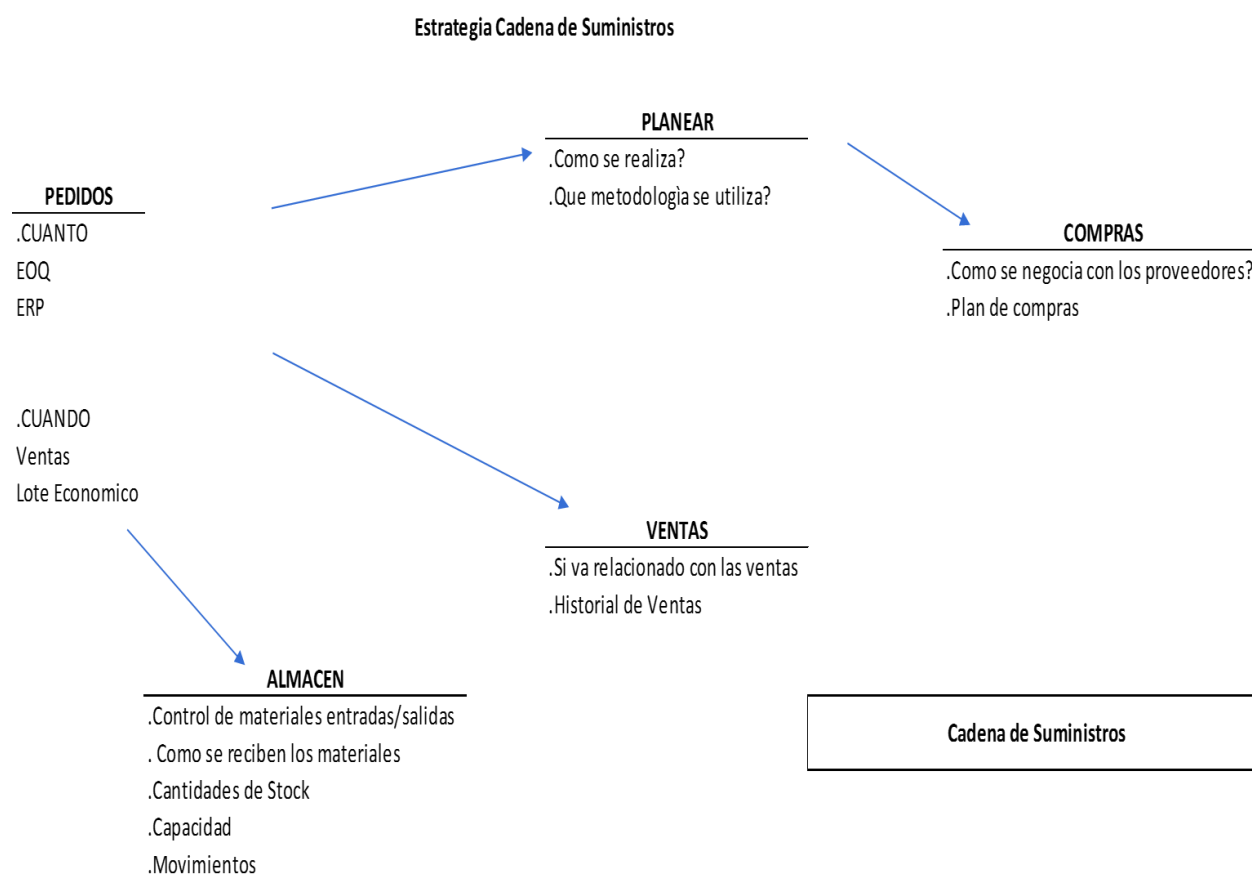 Estrategia Cadena de Suministros
PEDIDOS
.CUANTO
EOQ
ERP
.CUANDO
Ventas
Lote Economico
PLANEAR
.Como se realiza?
.Que metodologìa se utiliza?
COMPRAS
.Como se negocia con los proveedores?
.Plan de compras
VENTAS
.Si va relacionado con las ventas
.Historial de Ventas
ALMACEN
.Control de materiales entradas/salidas
. Como se reciben los materiales
.Cantidades de Stock
.Capacidad
.Movimientos
Cadena de Suministros